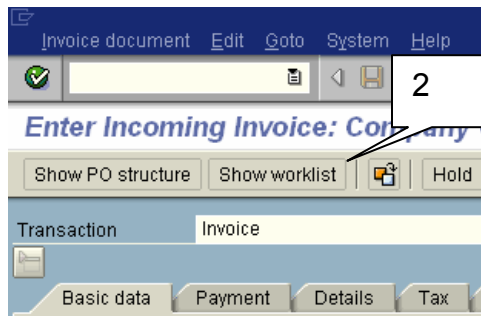 Invoice document Edit Goto System Help
2
Enter Incoming Invoice: Company
Show PO structure Show worklist Hold
Transaction Invoice
Basic data Payment Details Tax